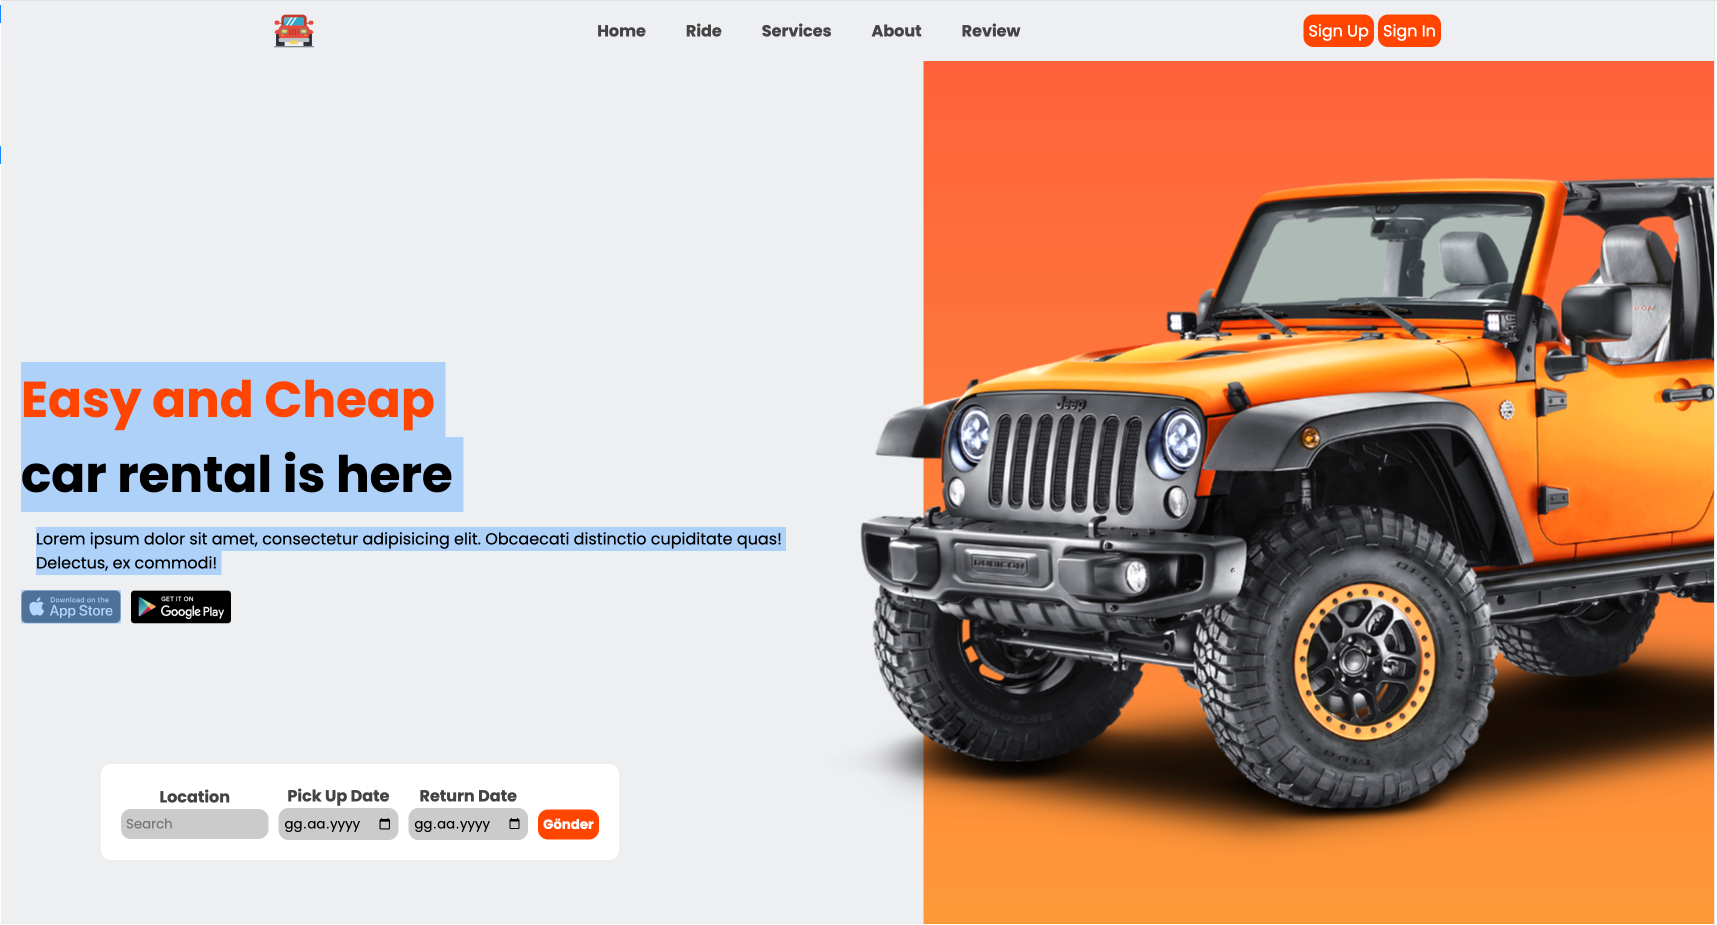 Home Ride Services About Review Sign Up Sign In
Easy and Cheap
car rental is here
Lorem ipsum dolor sit amet, consectetur adipisicing elit. Obcaecati distinctio cupiditate quas!
Delectus, ex commodi!
Download on the
App Store
GET IT ON
Google Play
Jeep
RUBICON
Location Pick Up Date Return Date
Search gg.aa.yyyy gg.aa.yyyy Gönder